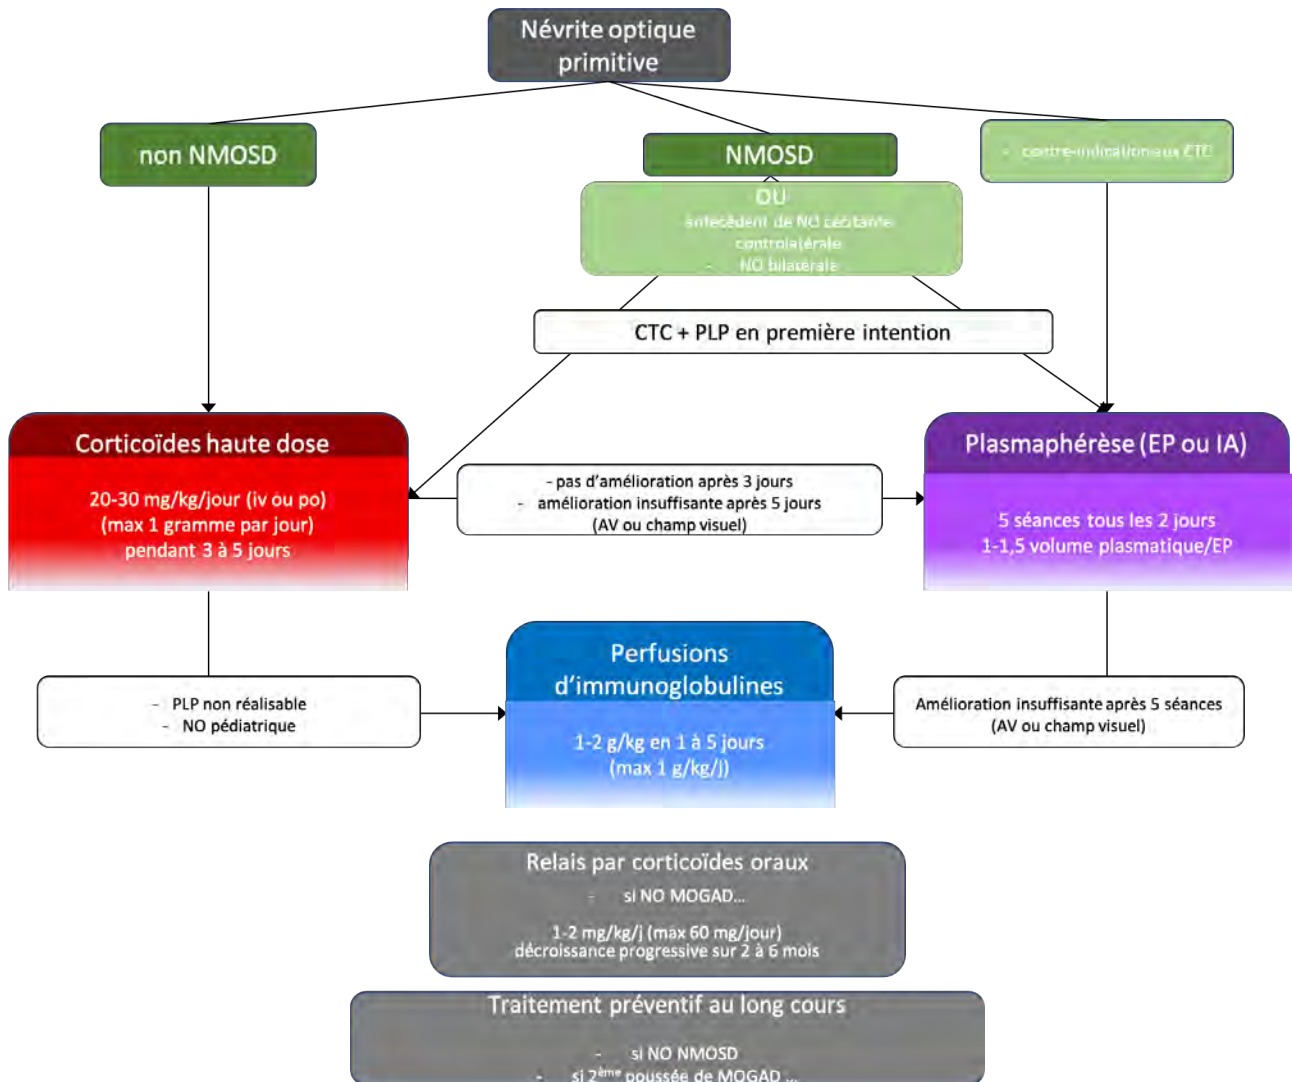 Névrite optique
primitive
non NMOSD
NMOSD
- contre-indication aux CTC
OU
antécédent de NO cécitante
controlatérale
- NO bilatérale
CTC + PLP en première intention
Corticoïdes haute dose
20-30 mg/kg/jour (iv ou po)
(max 1 gramme par jour)
pendant 3 à 5 jours
- pas d’amélioration après 3 jours
- amélioration insuffisante après 5 jours
(AV ou champ visuel)
Plasmaphérèse (EP ou IA)
5 séances tous les 2 jours
1-1,5 volume plasmatique/EP
- PLP non réalisable
- NO pédiatrique
Perfusions
d’immunoglobulines
1-2 g/kg en 1 à 5 jours
(max 1 g/kg/j)
Amélioration insuffisante après 5 séances
(AV ou champ visuel)
Relais par corticoïdes oraux
- si NO MOGAD...
1-2 mg/kg/j (max 60 mg/jour)
décroissance progressive sur 2 à 6 mois
Traitement préventif au long cours
- si NO NMOSD
- si 2ème poussée de MOGAD ...